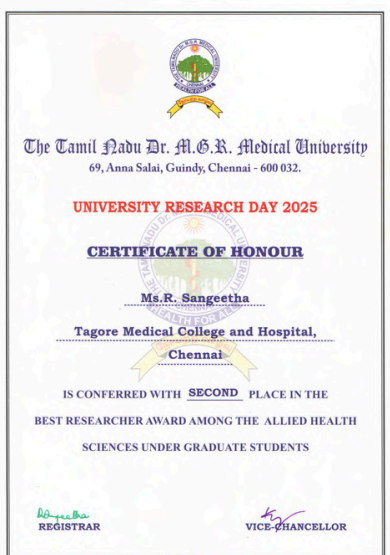 The Tamil Nadu Dr. M.G.R. Medical University
69, Anna Salai, Guindy, Chennai - 600 032.
UNIVERSITY RESEARCH DAY 2025
CERTIFICATE OF HONOUR
Ms.R. Sangeetha
Tagore Medical College and Hospital,
Chennai
IS CONFERRED WITH SECOND PLACE IN THE
BEST RESEARCHER AWARD AMONG THE ALLIED HEALTH
SCIENCES UNDER GRADUATE STUDENTS
REGISTRAR
VICE-CHANCELLOR